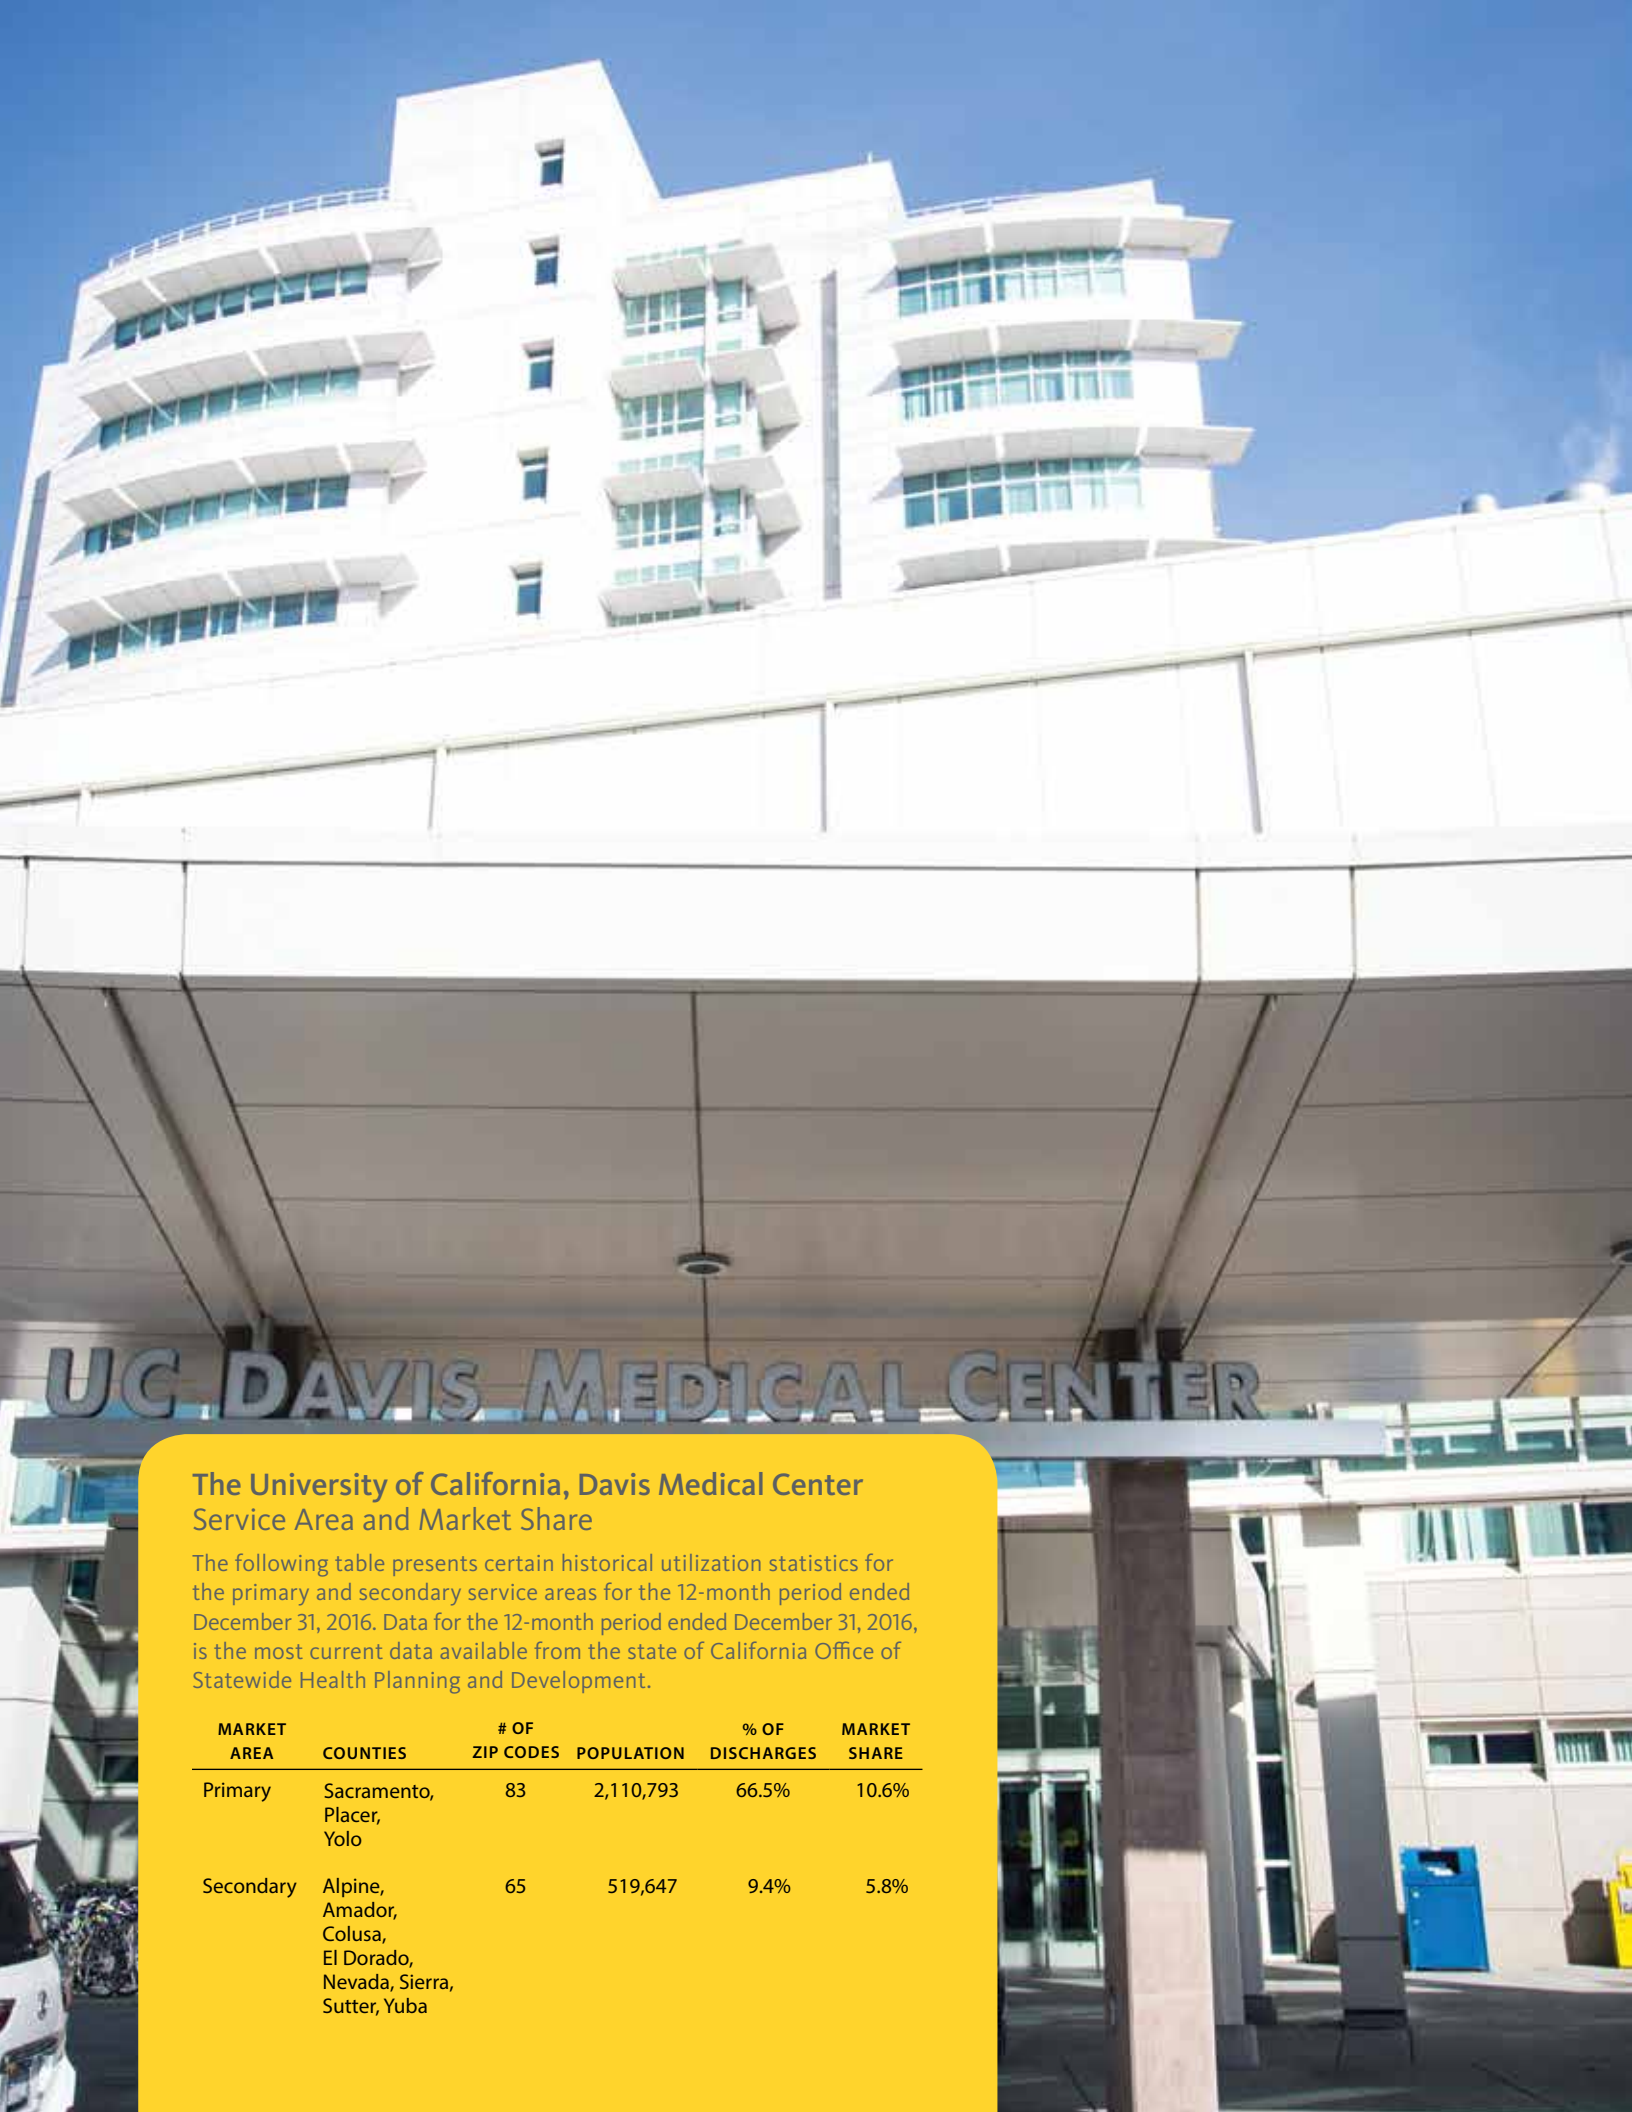 UC DAVIS MEDICAL CENTER
The University of California, Davis Medical Center
Service Area and Market Share
The following table presents certain historical utilization statistics for
the primary and secondary service areas for the 12-month period ended
December 31, 2016. Data for the 12-month period ended December 31, 2016,
is the most current data available from the state of California Office of
Statewide Health Planning and Development.
MARKET # OF % OF MARKET
AREA COUNTIES ZIP CODES POPULATION DISCHARGES SHARE
Primary Sacramento, 83 2,110,793 66.5% 10.6%
Placer,
Yolo
Secondary Alpine, 65 519,647 9.4% 5.8%
Amador,
Colusa,
El Dorado,
Nevada, Sierra,
Sutter, Yuba